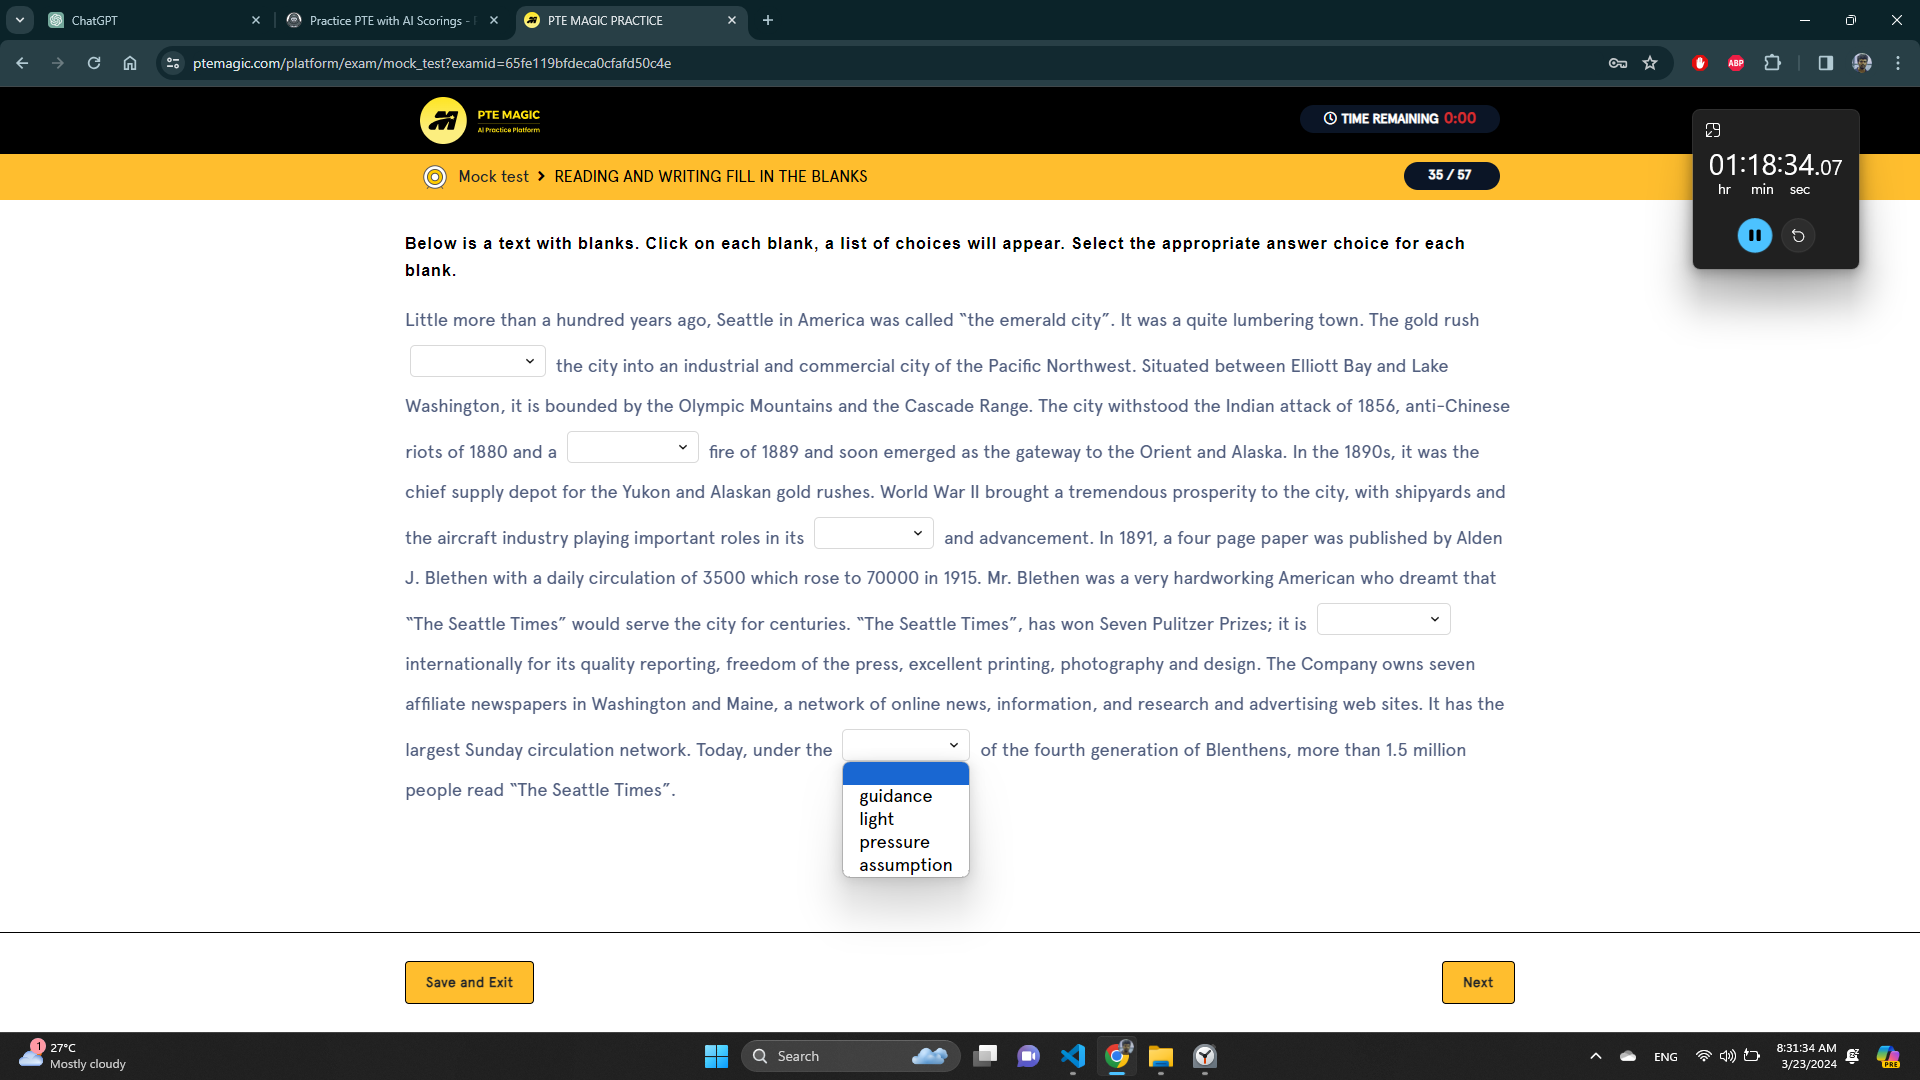 ChatGPT
Practice PTE with AI Scorings -
PTE MAGIC PRACTICE
ptemagic.com/platform/exam/mock_test?examid=65fe119bfdeca0cfafd50c4e
ABP
PTE MAGIC
AI Practice Platform
TIME REMAINING 0:00
01:18:34.07
hr min sec
Mock test > READING AND WRITING FILL IN THE BLANKS
35 / 57
Below is a text with blanks. Click on each blank, a list of choices will appear. Select the appropriate answer choice for each
blank.
Little more than a hundred years ago, Seattle in America was called “the emerald city”. It was a quite lumbering town. The gold rush
the city into an industrial and commercial city of the Pacific Northwest. Situated between Elliott Bay and Lake
Washington, it is bounded by the Olympic Mountains and the Cascade Range. The city withstood the Indian attack of 1856, anti-Chinese
riots of 1880 and a fire of 1889 and soon emerged as the gateway to the Orient and Alaska. In the 1890s, it was the
chief supply depot for the Yukon and Alaskan gold rushes. World War II brought a tremendous prosperity to the city, with shipyards and
the aircraft industry playing important roles in its and advancement. In 1891, a four page paper was published by Alden
J. Blethen with a daily circulation of 3500 which rose to 70000 in 1915. Mr. Blethen was a very hardworking American who dreamt that
“The Seattle Times” would serve the city for centuries. “The Seattle Times”, has won Seven Pulitzer Prizes; it is
internationally for its quality reporting, freedom of the press, excellent printing, photography and design. The Company owns seven
affiliate newspapers in Washington and Maine, a network of online news, information, and research and advertising web sites. It has the
largest Sunday circulation network. Today, under the of the fourth generation of Blenthens, more than 1.5 million
people read “The Seattle Times”.
guidance
light
pressure
assumption
Save and Exit
Next
1
27°C
Mostly cloudy
Search
ENG
8:31:34 AM
3/23/2024
PRE